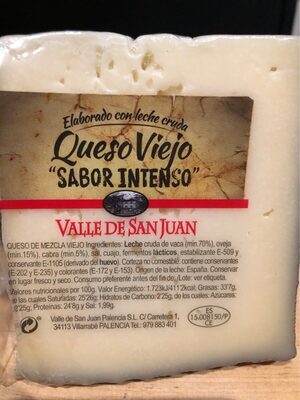 Elaborado con leche cruda
Queso Viejo
"SABOR INTENSO"
VALLE DE SAN JUAN
QUESO DE MEZCLA VIEJO Ingredientes: Leche cruda de vaca (min.70%), oveja
(min.15%), cabra (min.5%), sal, cuajo, fermentos lácticos, estabilizante E-509 y
conservante E-1105 (derivado del huevo). Corteza no comestible: contiene conservantes
(E-202 y E-235) y colorantes (E-172 y E-153). Origen de la leche: España. Conservar
en lugar fresco y seco. Consumir preferente antes del fin de/Lote: ver etiqueta.
Valores nutricionales por 100g. Valor Energético: 1.723kJ/412kcal, Grasas: 33'7g,
de las cuales Saturadas: 25'26g; Hidratos de Carbono: 2'25g, de los cuales, Azúcares:
2'25g; Proteínas: 24'8g y Sal: 1,99g.
Valle de San Juan Palencia S.L. C/ Carretera 1,
34113 Villarrabé PALENCIA Tel.: 979 883 401
ES
15.008150/P
CE